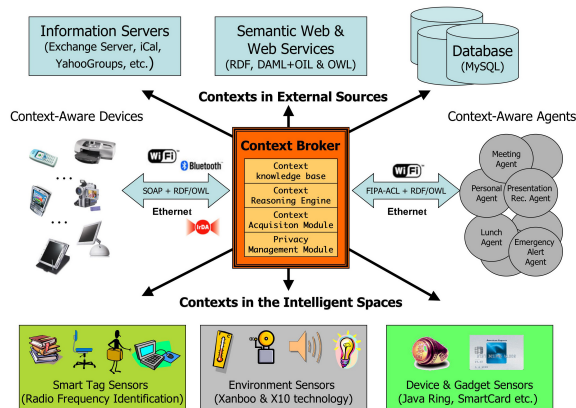 Information Servers
(Exchange Server, iCal,
YahooGroups, etc.)
Semantic Web &
Web Services
(RDF, DAML+OIL & OWL)
Database
(MySQL)
Contexts in External Sources
Context-Aware Devices
Context-Aware Agents
Wi Fi
Bluetooth
SOAP + RDF/OWL
Ethernet
IrDA
Context Broker
Context
knowledge base
Context
Reasoning Engine
Context
Acquisiton Module
Privacy
Management Module
Wi Fi
FIPA-ACL + RDF/OWL
Ethernet
Meeting
Agent
Personal
Agent
Presentation
Rec. Agent
Lunch
Agent
Emergency
Alert
Agent
Contexts in the Intelligent Spaces
Smart Tag Sensors
(Radio Frequency Identification)
Environment Sensors
(Xanboo & X10 technology)
Device & Gadget Sensors
(Java Ring, SmartCard etc.)